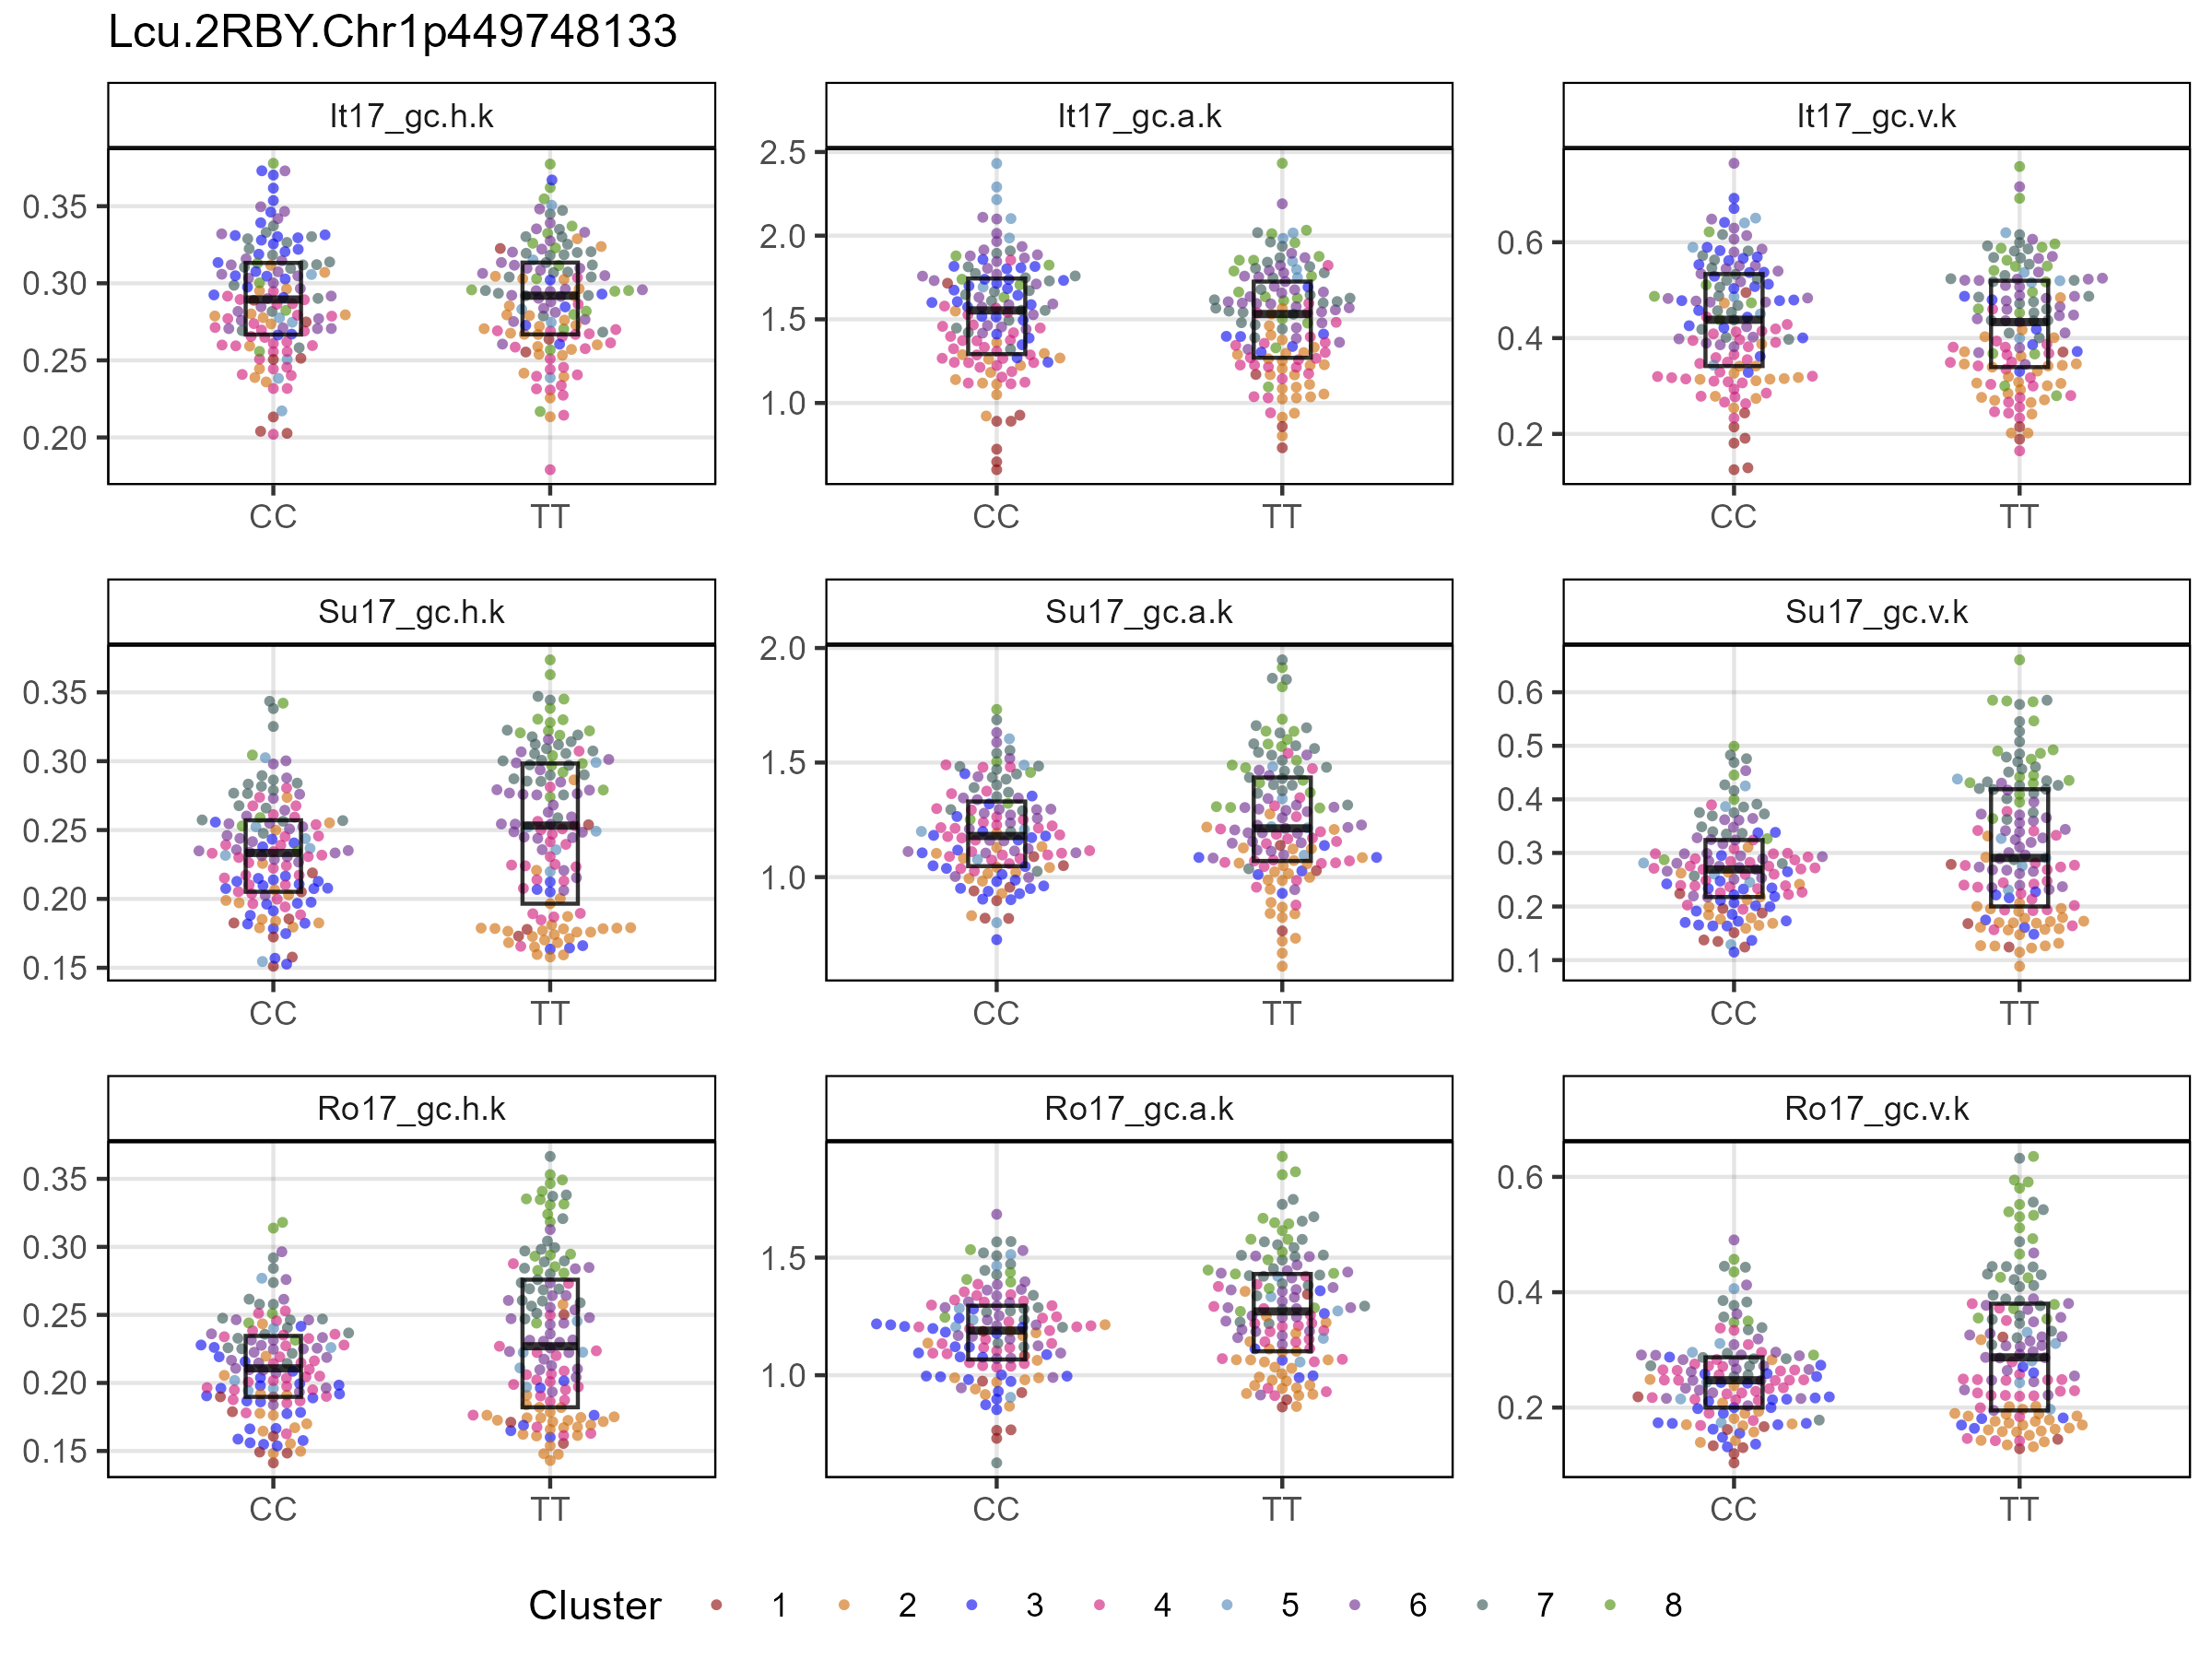 Lcu.2RBY.Chr1p449748133
It17_gc.h.k
It17_gc.a.k
It17_gc.v.k
0.35
0.30
0.25
0.20
2.5
2.0
1.5
1.0
0.6
0.4
0.2
CC
TT
CC
TT
CC
TT
Su17_gc.h.k
Su17_gc.a.k
Su17_gc.v.k
0.35
0.30
0.25
0.20
0.15
2.0
1.5
1.0
0.6
0.5
0.4
0.3
0.2
0.1
CC
TT
CC
TT
CC
TT
Ro17_gc.h.k
Ro17_gc.a.k
Ro17_gc.v.k
0.35
0.30
0.25
0.20
0.15
1.5
1.0
0.6
0.4
0.2
CC
TT
CC
TT
CC
TT
Cluster 1 2 3 4 5 6 7 8